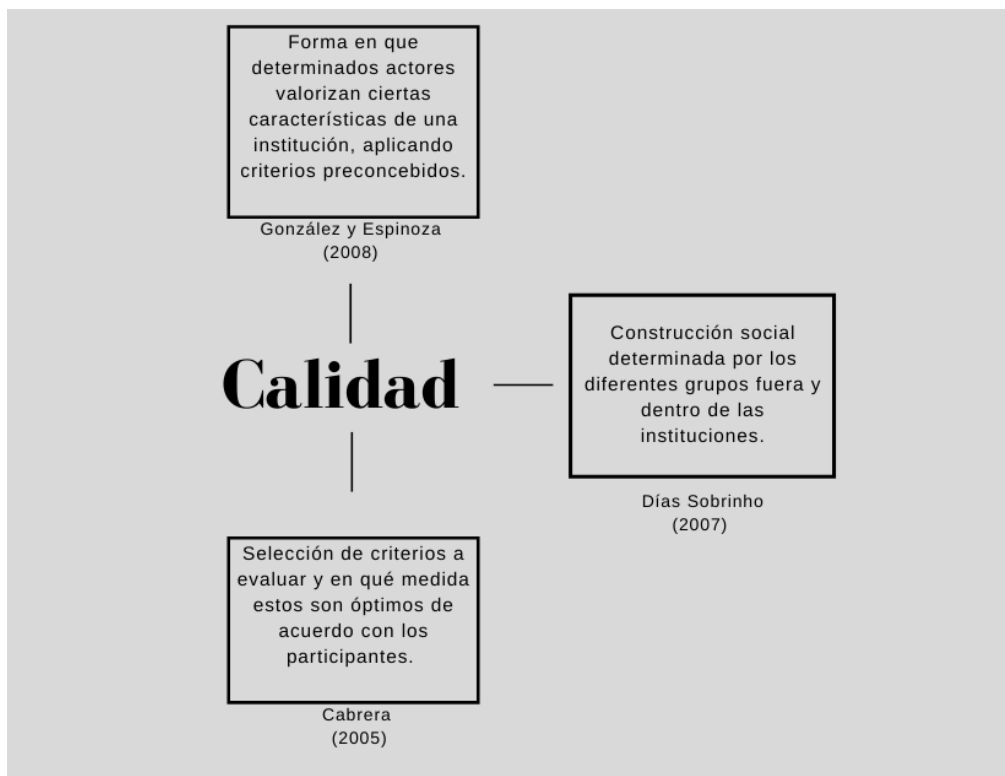 Forma en que
determinados actores
valorizan ciertas
características de una
institución, aplicando
criterios preconcebidos.
González y Espinoza
(2008)
Calidad
Construcción social
determinada por los
diferentes grupos fuera y
dentro de las
instituciones.
Días Sobrinho
(2007)
Selección de criterios a
evaluar y en qué medida
estos son óptimos de
acuerdo con los
participantes.
Cabrera
(2005)